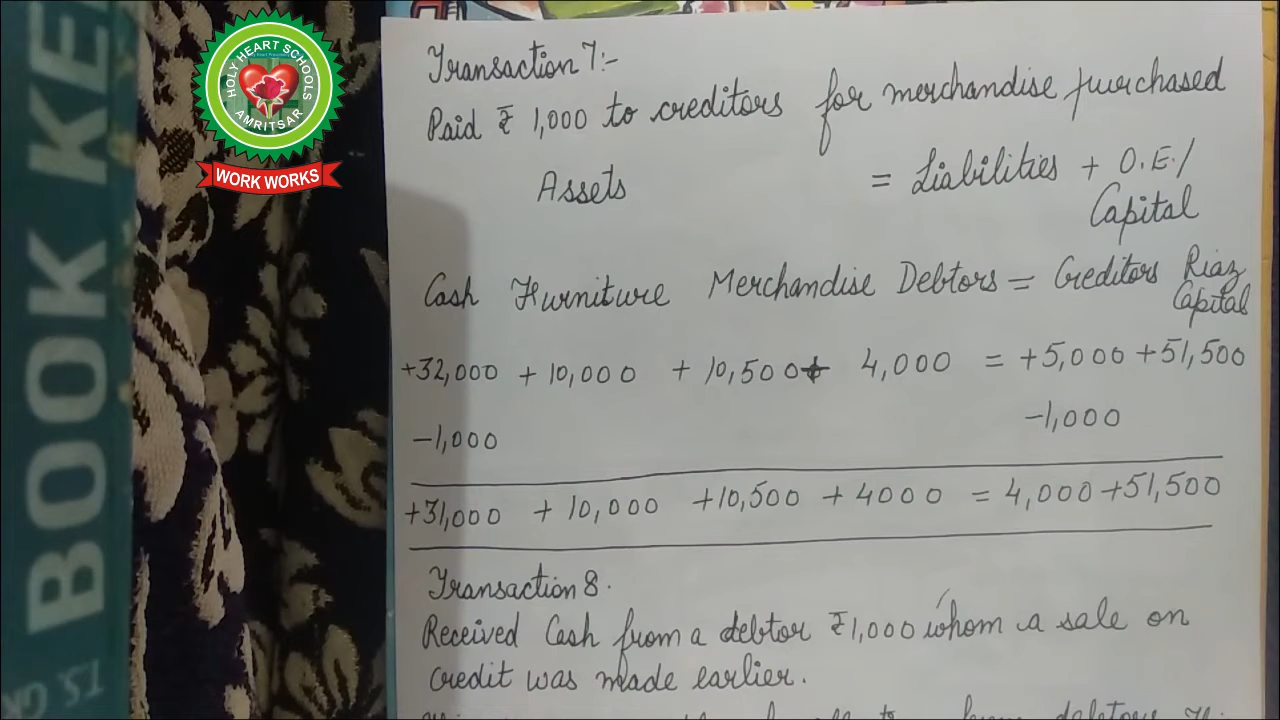 HOLY HEART SCHOOLS
AMRITSAR
WORK WORKS
BOOK KE
Transaction 7:-
Paid ₹ 1,000 to creditors for merchandise purchased
Assets = Liabilities + O.E./
Capital
Cash Furniture Merchandise Debtors = Creditors Riaz
Capital
+32,000 + 10,000 + 10,500+ 4,000 = +5,000 +51,500
-1,000 -1,000
+31,000 + 10,000 +10,500 + 4000 = 4,000 +51,500
Transaction 8.
Received Cash from a debtor ₹1,000 whom a sale on
credit was made earlier.